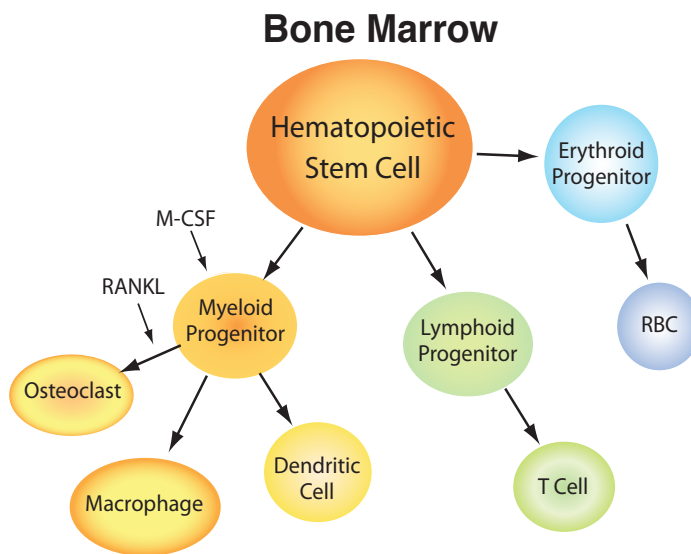 Bone Marrow
Hematopoietic
Stem Cell
Erythroid
Progenitor
M-CSF
RANKL
Myeloid
Progenitor
Lymphoid
Progenitor
RBC
Osteoclast
Macrophage
Dendritic
Cell
T Cell